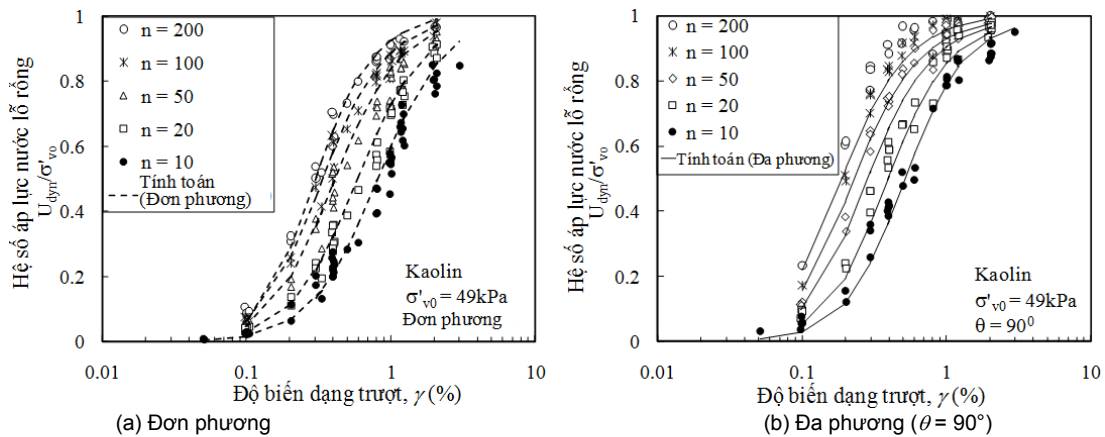 Hệ số áp lực nước lỗ rỗng
U_dyn/σ'_vo
1
0.8
0.6
0.4
0.2
0
n = 200
n = 100
n = 50
n = 20
n = 10
Tính toán
(Đơn phương)
Kaolin
σ'_v0 = 49kPa
Đơn phương
0.01
0.1
1
10
Độ biến dạng trượt, γ (%)
(a) Đơn phương
Hệ số áp lực nước lỗ rỗng
U_dyn/σ'_vo
1
0.8
0.6
0.4
0.2
0
n = 200
n = 100
n = 50
n = 20
n = 10
Tính toán (Đa phương)
Kaolin
σ'_v0 = 49kPa
θ = 90⁰
0.01
0.1
1
10
Độ biến dạng trượt, γ (%)
(b) Đa phương (θ = 90°)